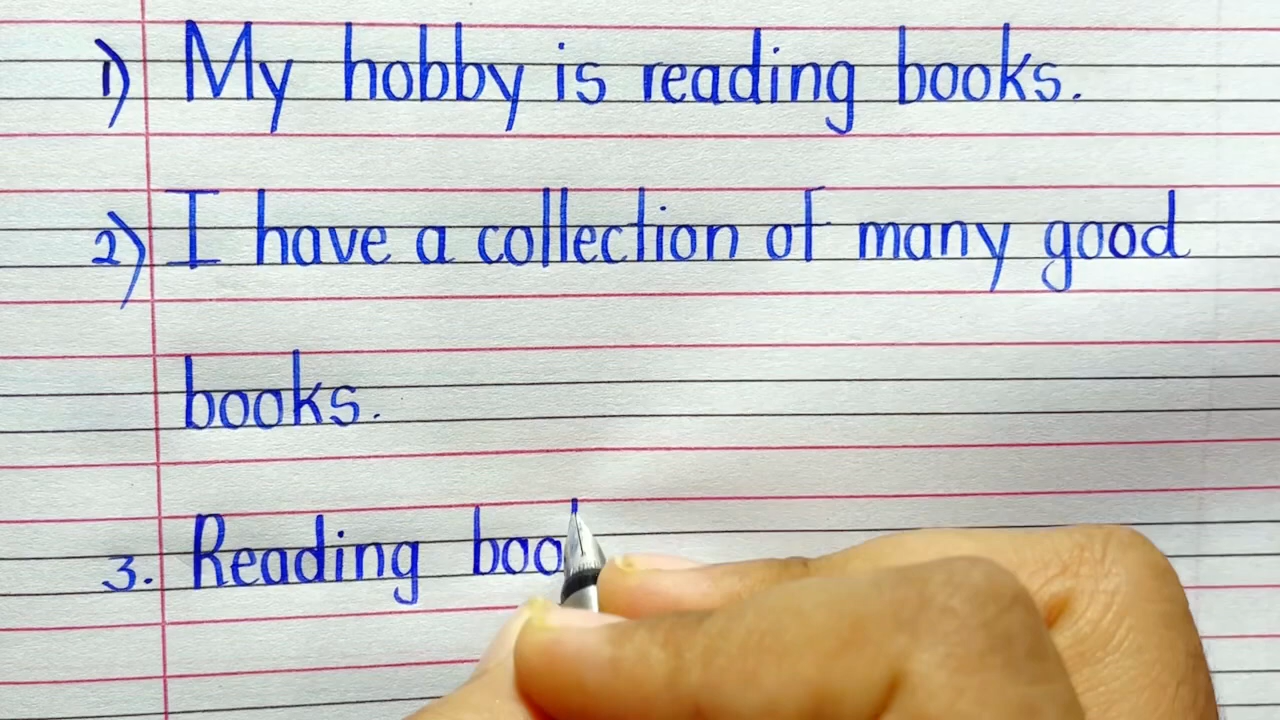 1) My hobby is reading books.
2) I have a collection of many good
books.
3. Reading boo